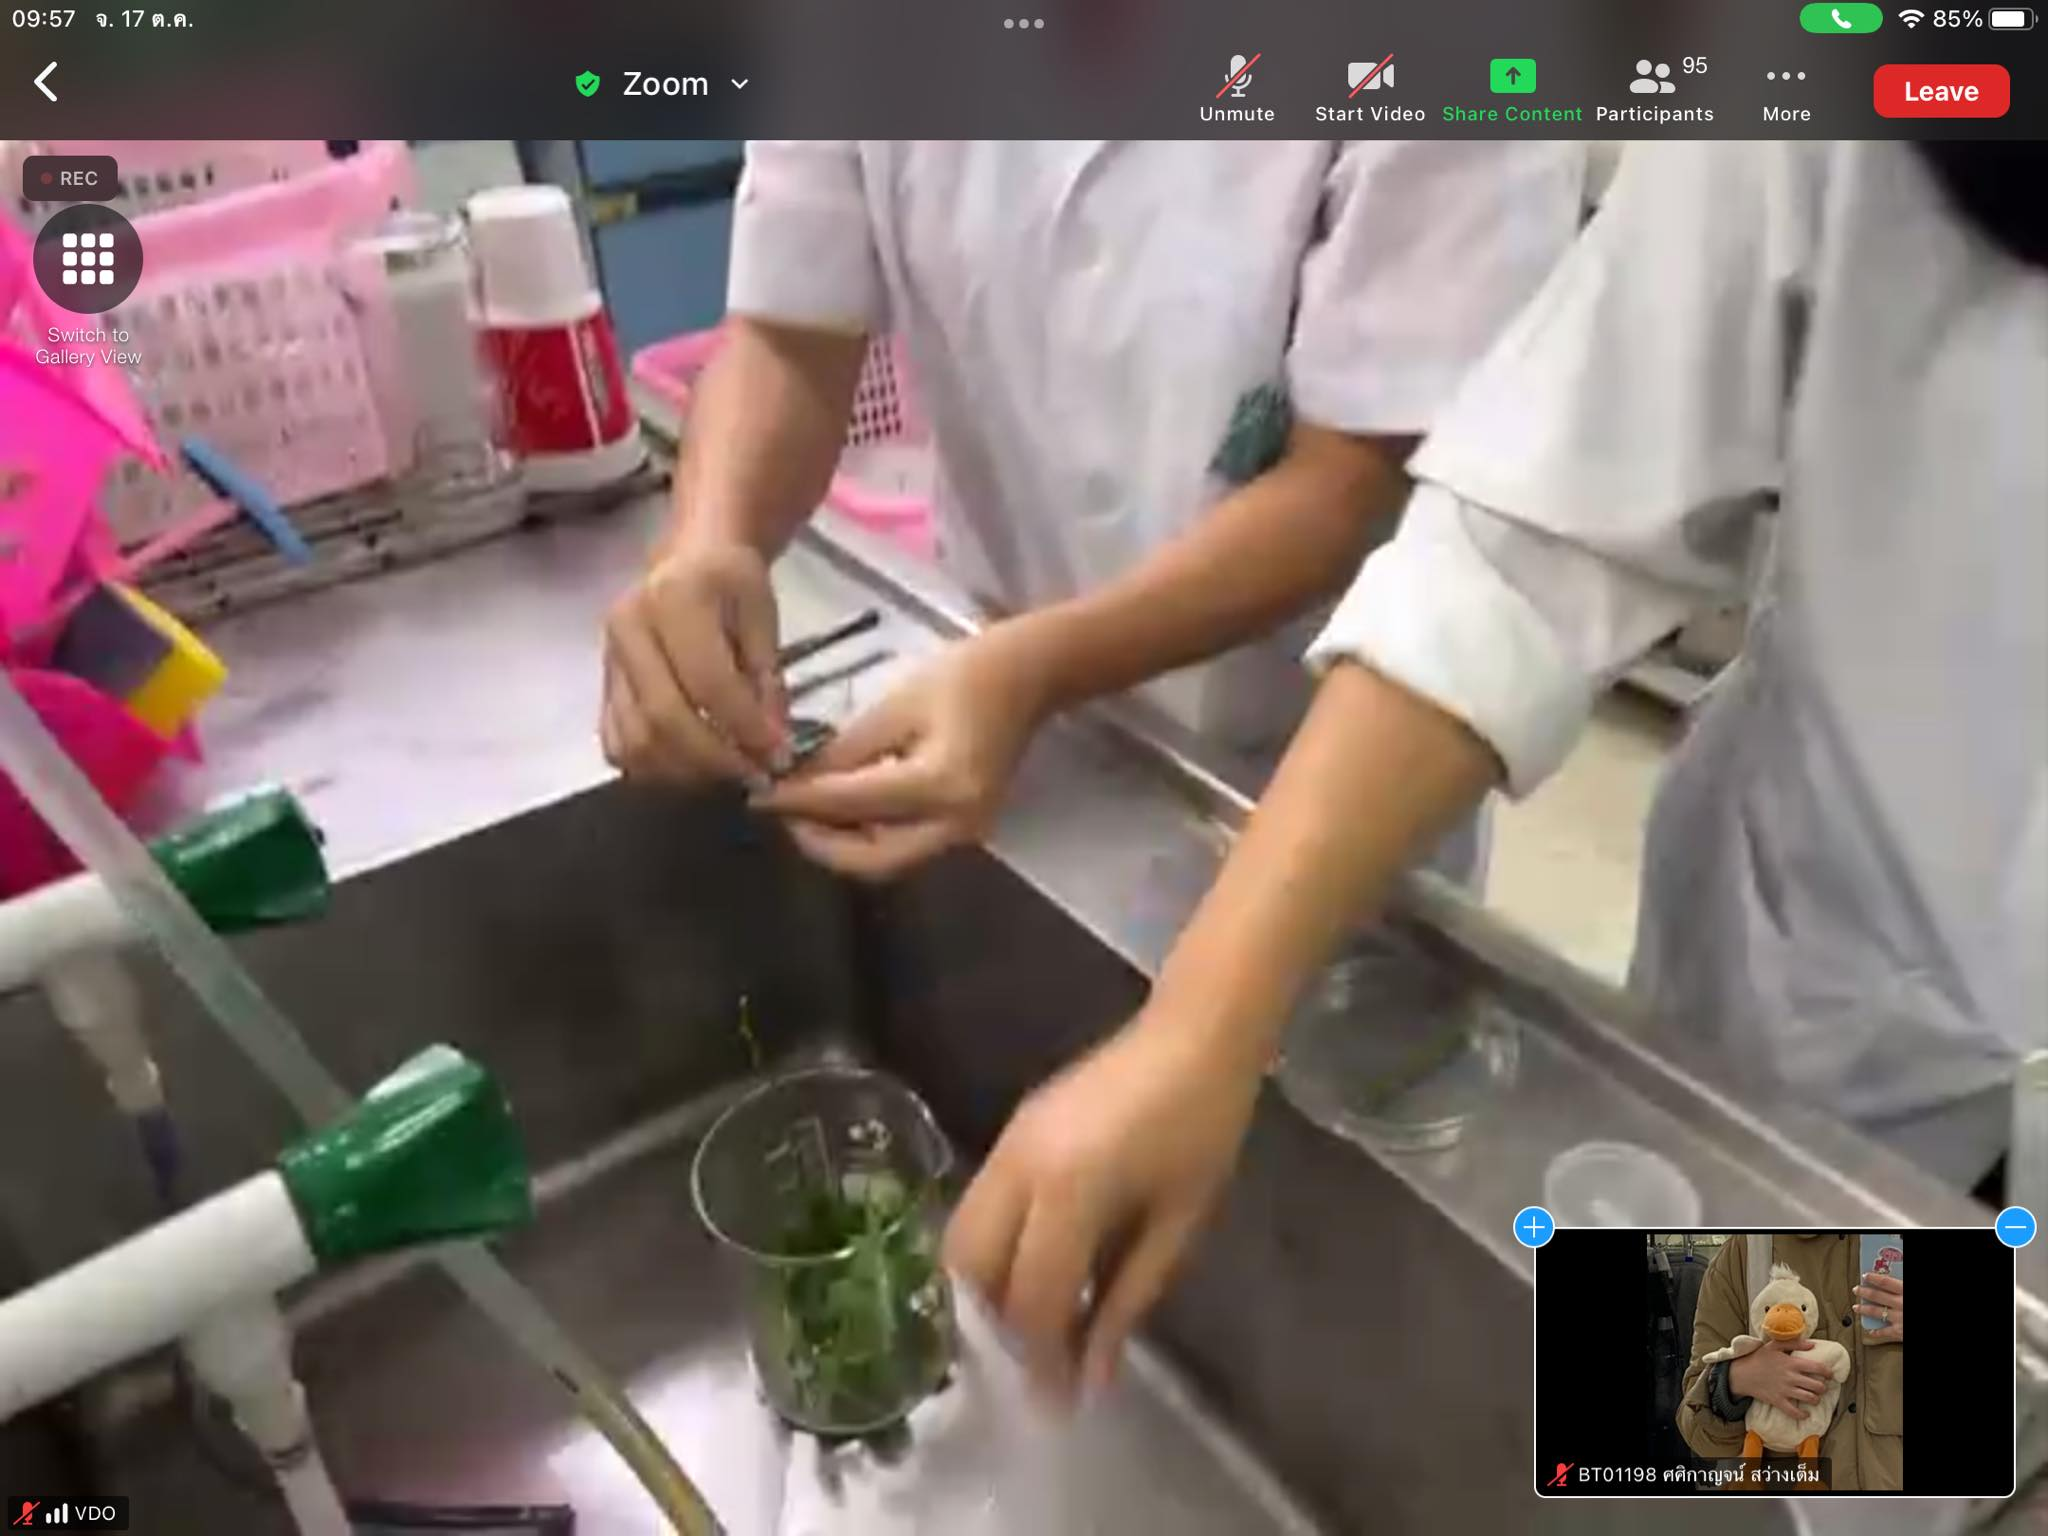 09:57 จ. 17 ต.ค.
85%
Zoom
Unmute
Start Video
Share Content
95
Participants
More
Leave
REC
Switch to
Gallery View
BT01198 ศศิกาญจน์ สว่างเต็ม
VDO